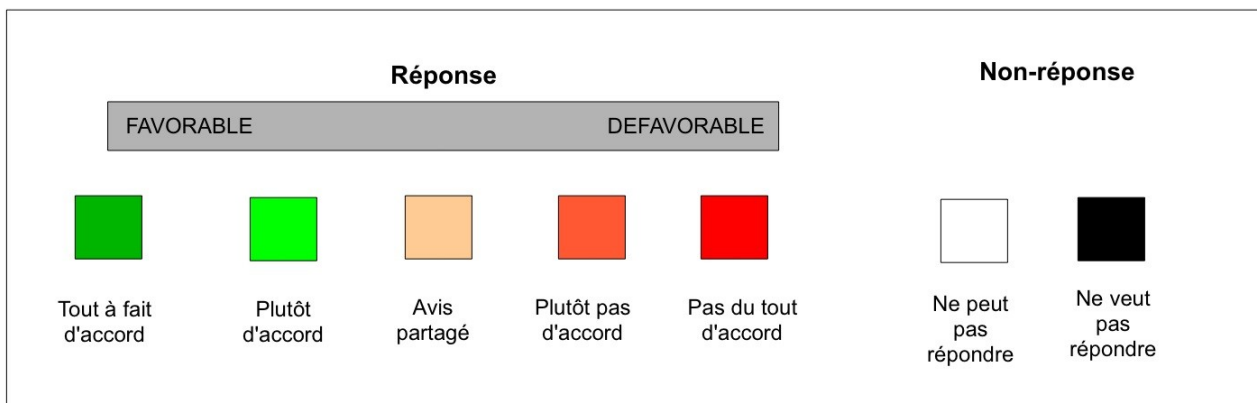 Réponse
Non-réponse
FAVORABLE
DEFAVORABLE
Tout à fait
d'accord
Plutôt
d'accord
Avis
partagé
Plutôt pas
d'accord
Pas du tout
d'accord
Ne peut
pas
répondre
Ne veut
pas
répondre